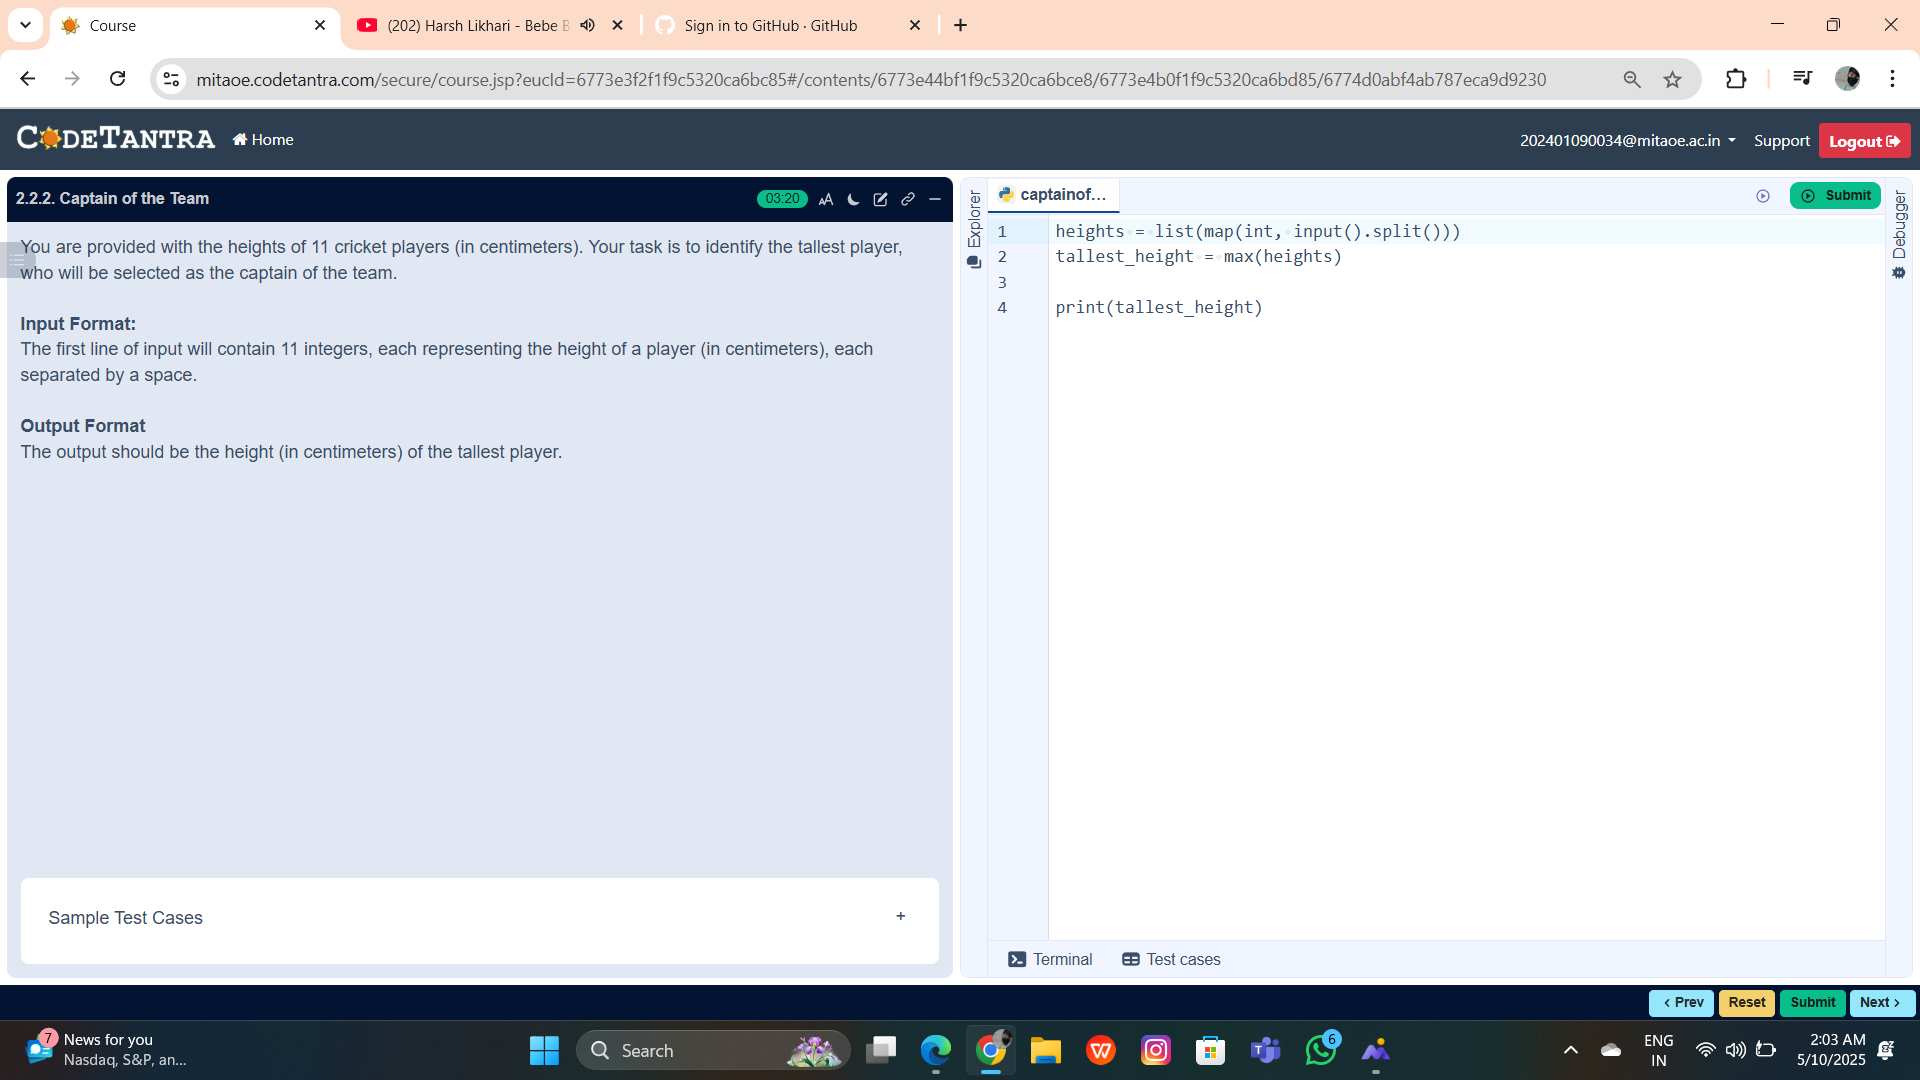 Course
(202) Harsh Likhari - Bebe B
Sign in to GitHub · GitHub
mitaoe.codetantra.com/secure/course.jsp?eucId=6773e3f2f1f9c5320ca6bc85#/contents/6773e44bf1f9c5320ca6bce8/6773e4b0f1f9c5320ca6bd85/6774d0abf4ab787eca9d9230
CODETANTRA
Home
202401090034@mitaoe.ac.in
Support
Logout
2.2.2. Captain of the Team
03:20
AA
You are provided with the heights of 11 cricket players (in centimeters). Your task is to identify the tallest player,
who will be selected as the captain of the team.
Input Format:
The first line of input will contain 11 integers, each representing the height of a player (in centimeters), each
separated by a space.
Output Format
The output should be the height (in centimeters) of the tallest player.
Sample Test Cases
+
Explorer
captainof...
Submit
Debugger
1 heights = list(map(int, input().split()))
2 tallest_height = max(heights)
3
4 print(tallest_height)
Terminal
Test cases
< Prev
Reset
Submit
Next >
7
News for you
Nasdaq, S&P, an...
Search
6
ENG
IN
2:03 AM
5/10/2025